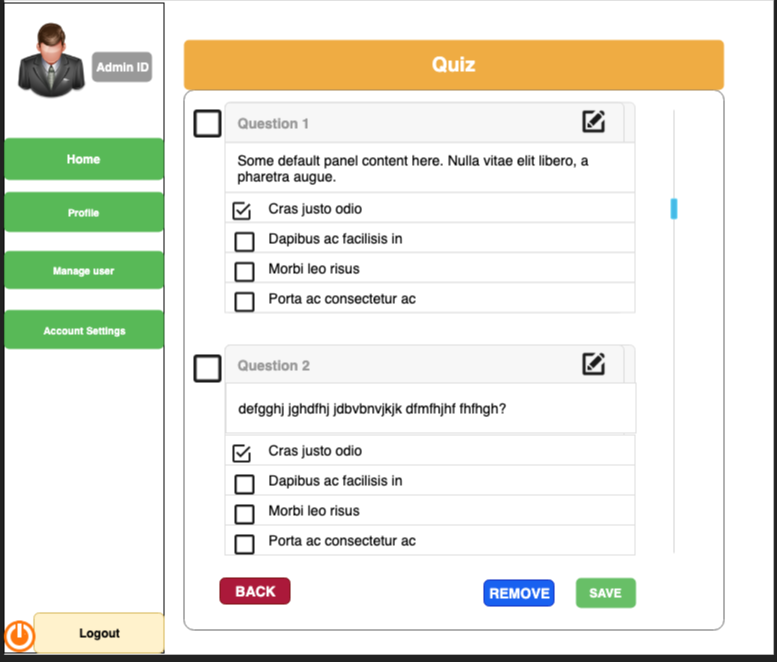 Admin ID
Home
Profile
Manage user
Account Settings
Logout
Quiz
Question 1
Some default panel content here. Nulla vitae elit libero, a
pharetra augue.
Cras justo odio
Dapibus ac facilisis in
Morbi leo risus
Porta ac consectetur ac
Question 2
defgghj jghdfhj jdbvbnvjkjk dfmfhjhf fhfhgh?
Cras justo odio
Dapibus ac facilisis in
Morbi leo risus
Porta ac consectetur ac
BACK
REMOVE
SAVE